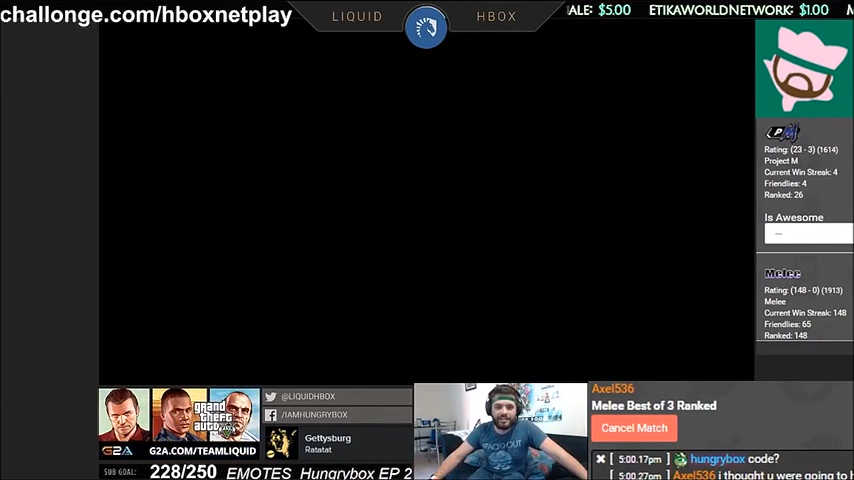 challonge.com/hboxnetplay
LIQUID
HBOX
ALE: $5.00 ETIKAWORLDNETWORK: $1.00
Rating: (23 - 3) (1614)
Project M
Current Win Streak: 4
Friendlies: 4
Ranked: 26
Is Awesome
---
Melee
Rating: (148 - 0) (1913)
Melee
Current Win Streak: 148
Friendlies: 65
Ranked: 148
grand
theft
auto
V
G2A G2A.COM/TEAMLIQUID
@LIQUIDHBOX
/IAMHUNGRYBOX
Gettysburg
Ratatat
SUB GOAL: 228/250 EMOTES Hungrybox EP 2
Axel536
Melee Best of 3 Ranked
Cancel Match
[ 5:00.17pm ] hungrybox code?
[ 5:00.27pm ] Axel536 i thought u were going to h